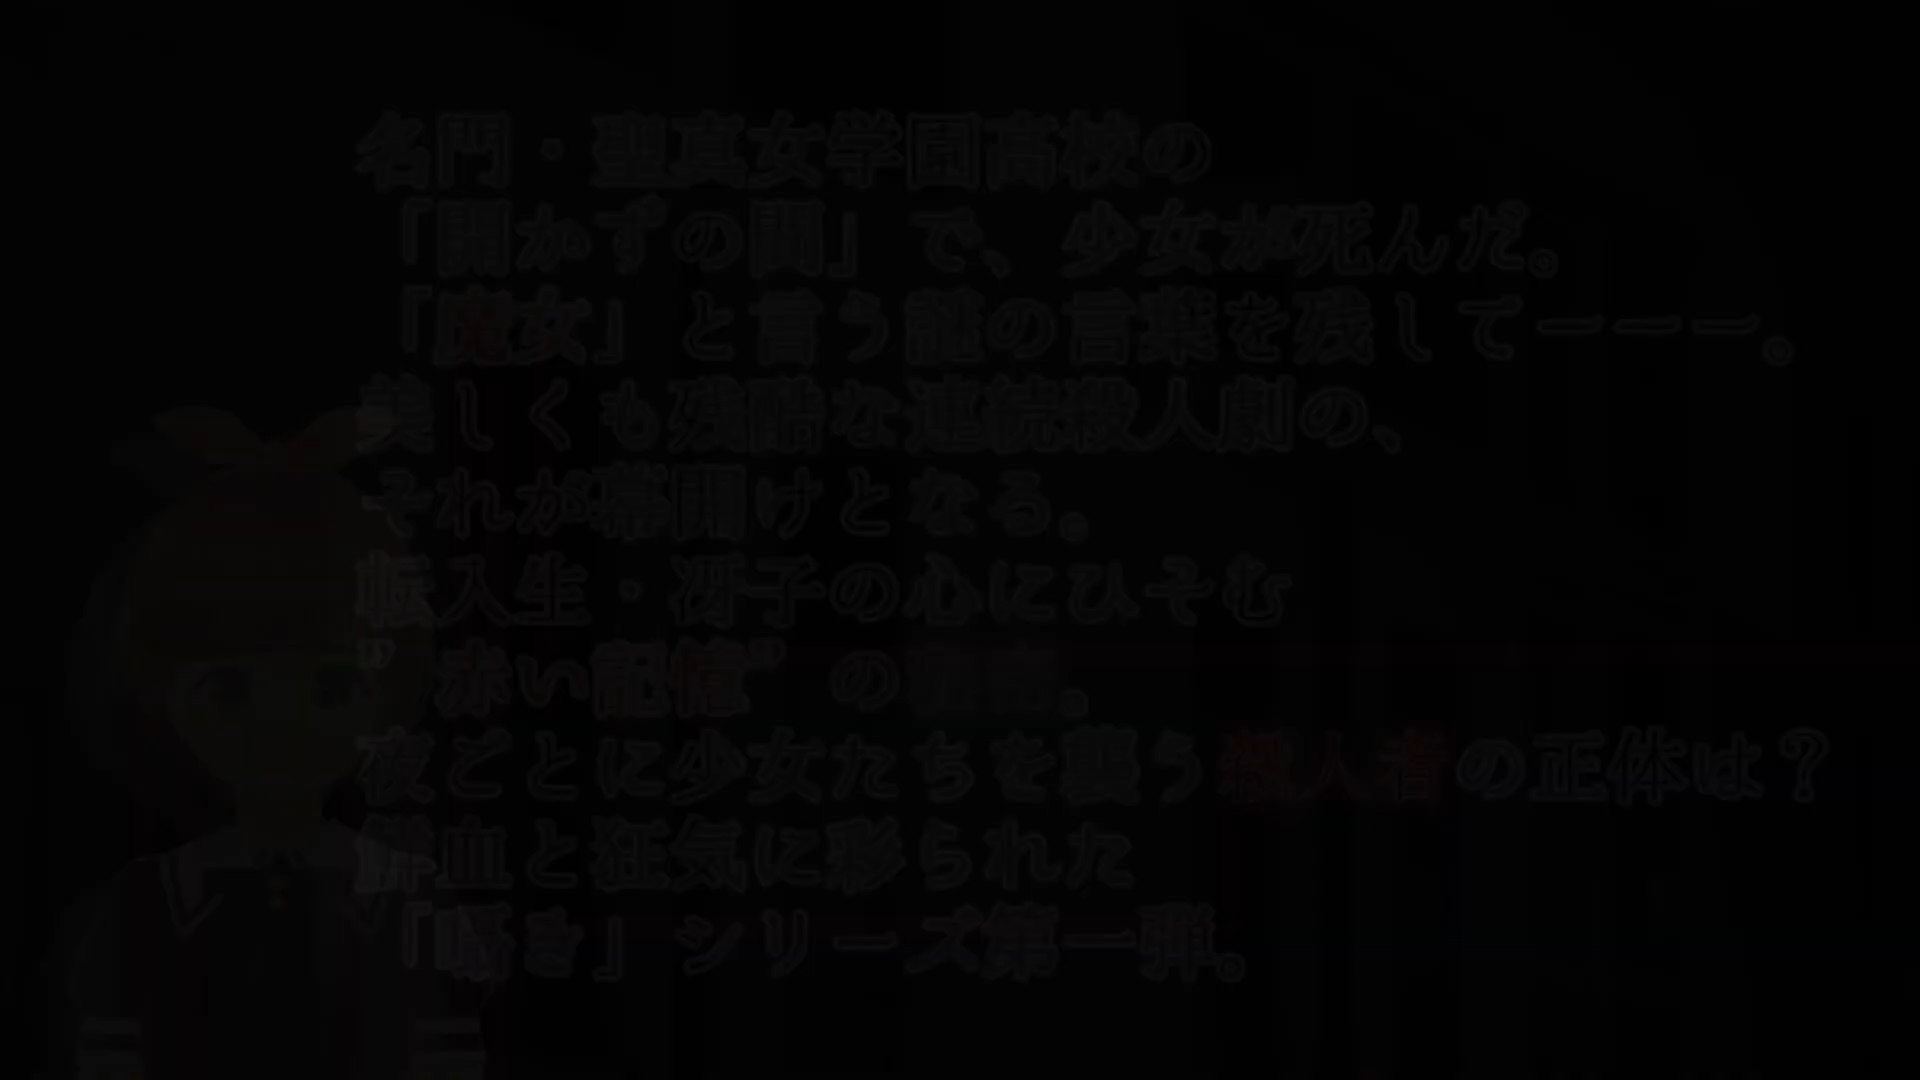 名門・聖真女学園高校の
「開かずの間」で、少女が死んだ。
「魔女」と言う謎の言葉を残してーーー。
美しくも残酷な連続殺人劇の、
それが幕開けとなる。
転入生・冴子の心にひそむ
”赤い記憶”の
夜ごとに少女たちを襲う殺人者の正体は？
鮮血と狂気に彩られた
「囁き」シリーズ第一弾。